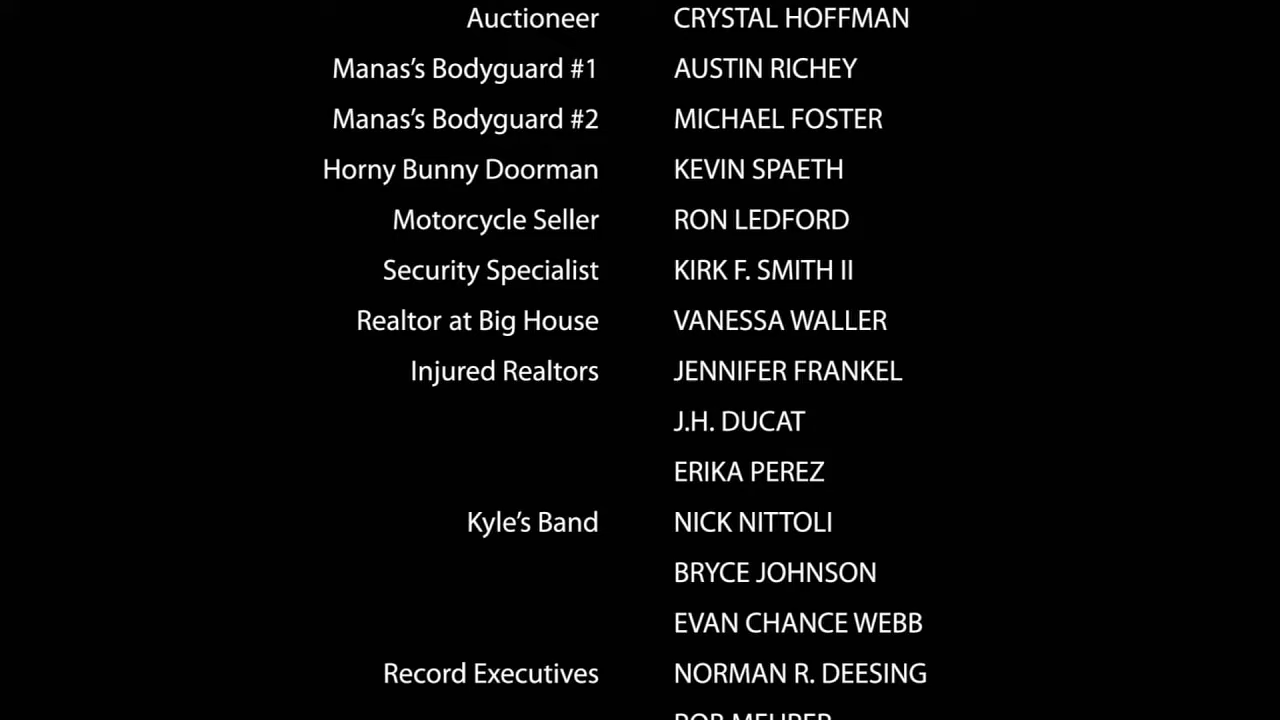 Auctioneer CRYSTAL HOFFMAN
Manas’s Bodyguard #1 AUSTIN RICHEY
Manas’s Bodyguard #2 MICHAEL FOSTER
Horny Bunny Doorman KEVIN SPAETH
Motorcycle Seller RON LEDFORD
Security Specialist KIRK F. SMITH II
Realtor at Big House VANESSA WALLER
Injured Realtors JENNIFER FRANKEL
J.H. DUCAT
ERIKA PEREZ
Kyle’s Band NICK NITTOLI
BRYCE JOHNSON
EVAN CHANCE WEBB
Record Executives NORMAN R. DEESING